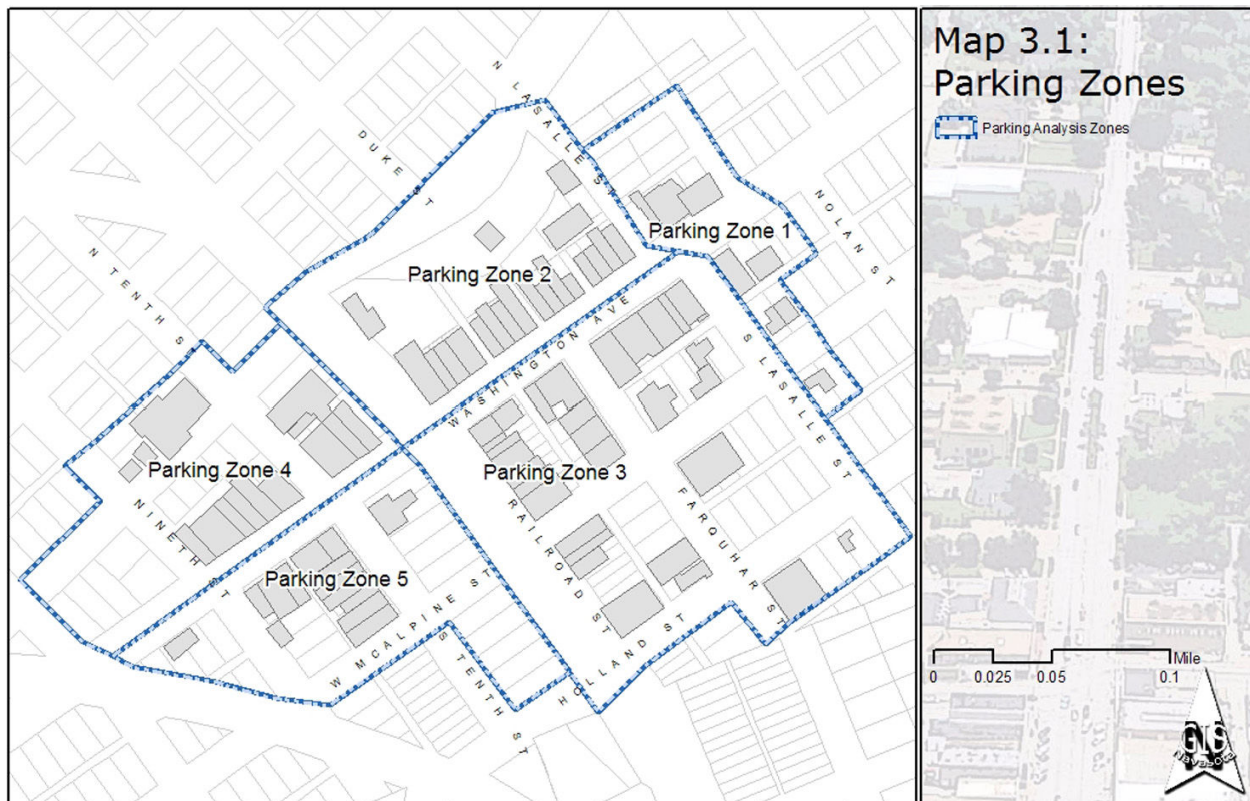 Map 3.1:
Parking Zones
Parking Analysis Zones
N LASALLE ST
DUKE ST
NOLAN ST
Parking Zone 1
N TENTH ST
Parking Zone 2
WASHINGTON AVE
S LASALLE ST
Parking Zone 4
Parking Zone 3
NINETH ST
RAILROAD ST
FARQUHAR ST
Parking Zone 5
W MCALPINE ST
S TENTH ST
HOLLAND ST
Mile
0 0.025 0.05 0.1
GIS
Navasota
N